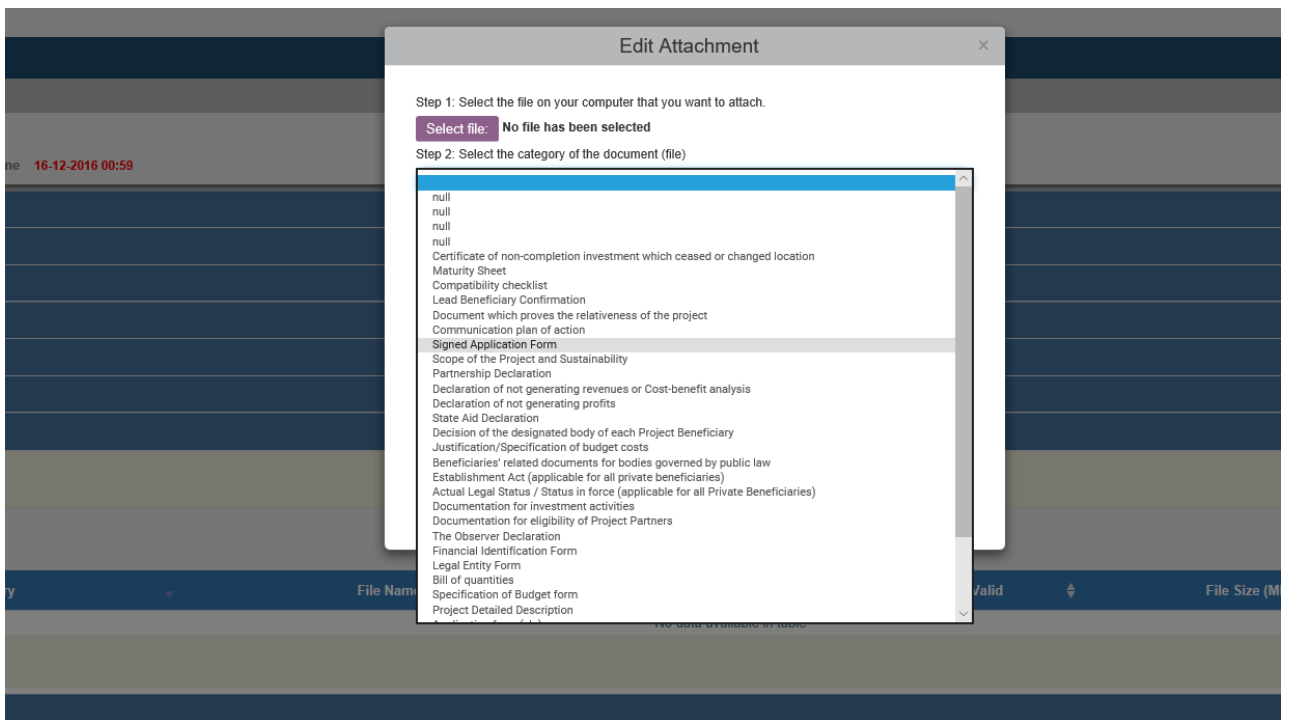 Edit Attachment ×
Step 1: Select the file on your computer that you want to attach.
Select file: No file has been selected
Step 2: Select the category of the document (file)
me 16-12-2016 00:59
null
null
null
null
Certificate of non-completion investment which ceased or changed location
Maturity Sheet
Compatibility checklist
Lead Beneficiary Confirmation
Document which proves the relativeness of the project
Communication plan of action
Signed Application Form
Scope of the Project and Sustainability
Partnership Declaration
Declaration of not generating revenues or Cost-benefit analysis
Declaration of not generating profits
State Aid Declaration
Decision of the designated body of each Project Beneficiary
Justification/Specification of budget costs
Beneficiaries' related documents for bodies governed by public law
Establishment Act (applicable for all private beneficiaries)
Actual Legal Status / Status in force (applicable for all Private Beneficiaries)
Documentation for investment activities
Documentation for eligibility of Project Partners
The Observer Declaration
Financial Identification Form
Legal Entity Form
Bill of quantities
Specification of Budget form
Project Detailed Description
ry File Nam Valid File Size (M